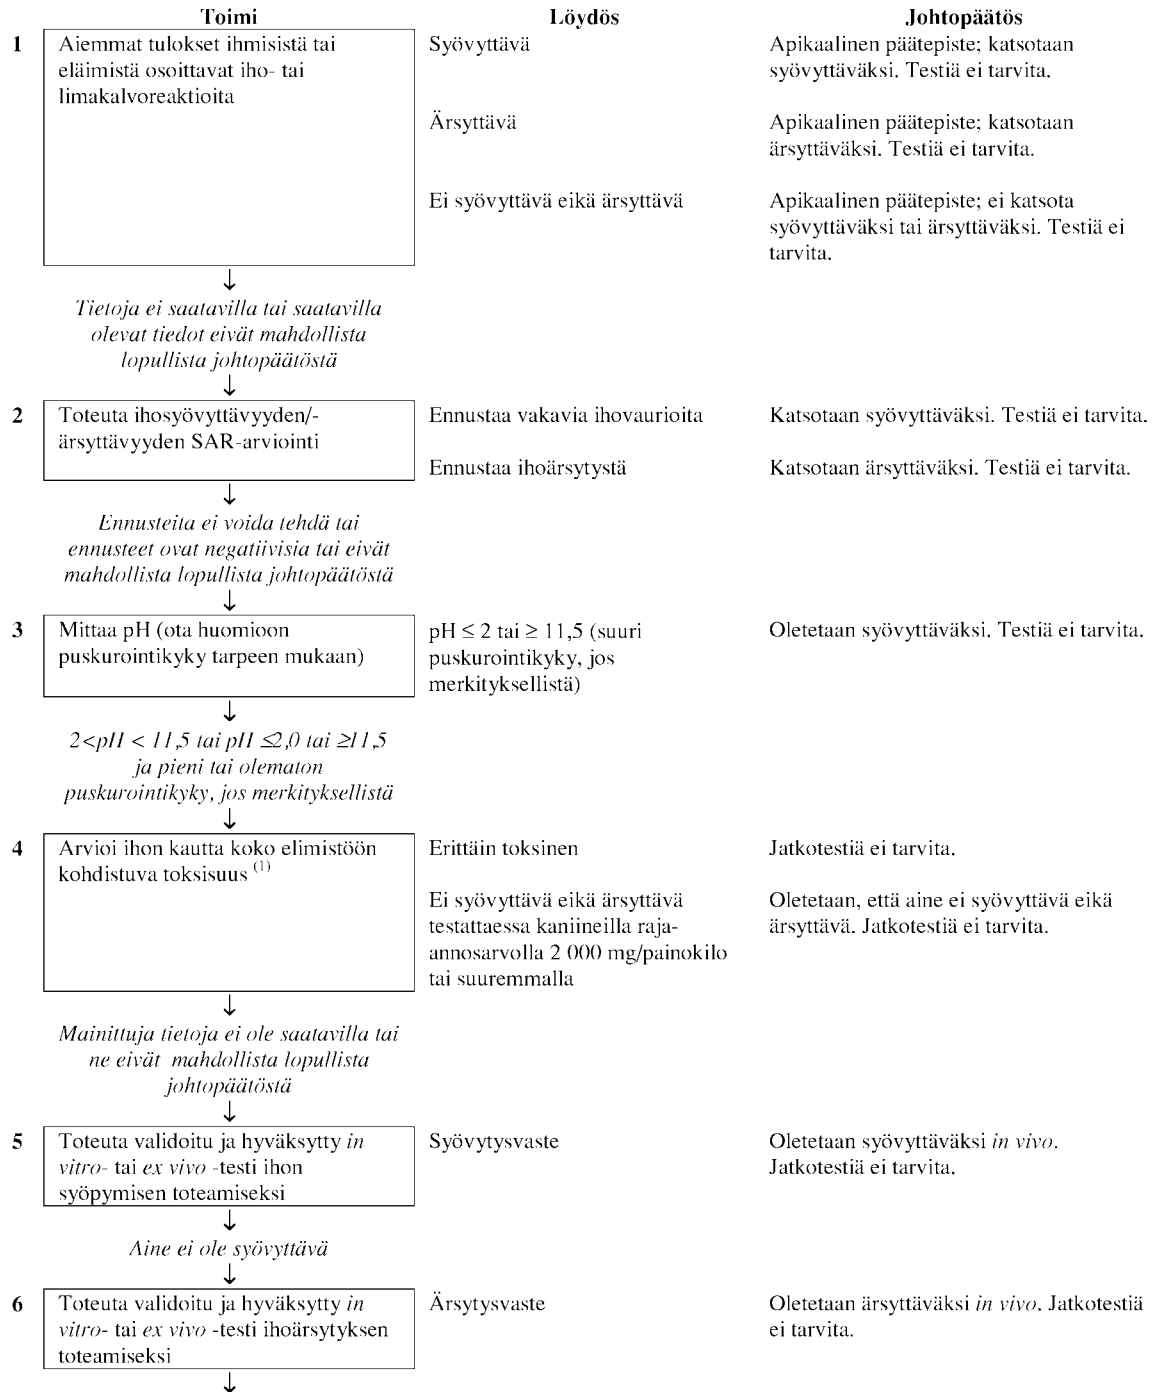 Toimi Löydös Johtopäätös
1 Aiemmat tulokset ihmisistä tai Syövyttävä Apikaalinen päätepiste; katsotaan
eläimistä osoittavat iho- tai syövyttäväksi. Testiä ei tarvita.
limakalvoreaktioita
Ärsyttävä Apikaalinen päätepiste; katsotaan
ärsyttäväksi. Testiä ei tarvita.
Ei syövyttävä eikä ärsyttävä Apikaalinen päätepiste; ei katsota
syövyttäväksi tai ärsyttäväksi. Testiä ei
tarvita.
↓
Tietoja ei saatavilla tai saatavilla
olevat tiedot eivät mahdollista
lopullista johtopäätöstä
↓
2 Toteuta ihosyövyttävyyden/- Ennustaa vakavia ihovaurioita Katsotaan syövyttäväksi. Testiä ei tarvita.
ärsyttävyyden SAR-arviointi
Ennustaa ihoärsytystä Katsotaan ärsyttäväksi. Testiä ei tarvita.
↓
Ennusteita ei voida tehdä tai
ennusteet ovat negatiivisia tai eivät
mahdollista lopullista johtopäätöstä
↓
3 Mittaa pH (ota huomioon pH ≤ 2 tai ≥ 11,5 (suuri Oletetaan syövyttäväksi. Testiä ei tarvita.
puskurointikyky tarpeen mukaan) puskurointikyky, jos
merkityksellistä)
↓
2<pH < 11,5 tai pH ≤2,0 tai ≥11,5
ja pieni tai olematon
puskurointikyky, jos merkityksellistä
↓
4 Arvioi ihon kautta koko elimistöön Erittäin toksinen Jatkotestiä ei tarvita.
kohdistuva toksisuus (1)
Ei syövyttävä eikä ärsyttävä Oletetaan, että aine ei syövyttävä eikä
testattaessa kaniineilla raja- ärsyttävä. Jatkotestiä ei tarvita.
annosarvolla 2 000 mg/painokilo
tai suuremmalla
↓
Mainittuja tietoja ei ole saatavilla tai
ne eivät mahdollista lopullista
johtopäätöstä
↓
5 Toteuta validoitu ja hyväksytty in Syövytysvaste Oletetaan syövyttäväksi in vivo.
vitro- tai ex vivo -testi ihon Jatkotestiä ei tarvita.
syöpymisen toteamiseksi
↓
Aine ei ole syövyttävä
↓
6 Toteuta validoitu ja hyväksytty in Ärsytysvaste Oletetaan ärsyttäväksi in vivo. Jatkotestiä
vitro- tai ex vivo -testi ihoärsytyksen ei tarvita.
toteamiseksi
↓